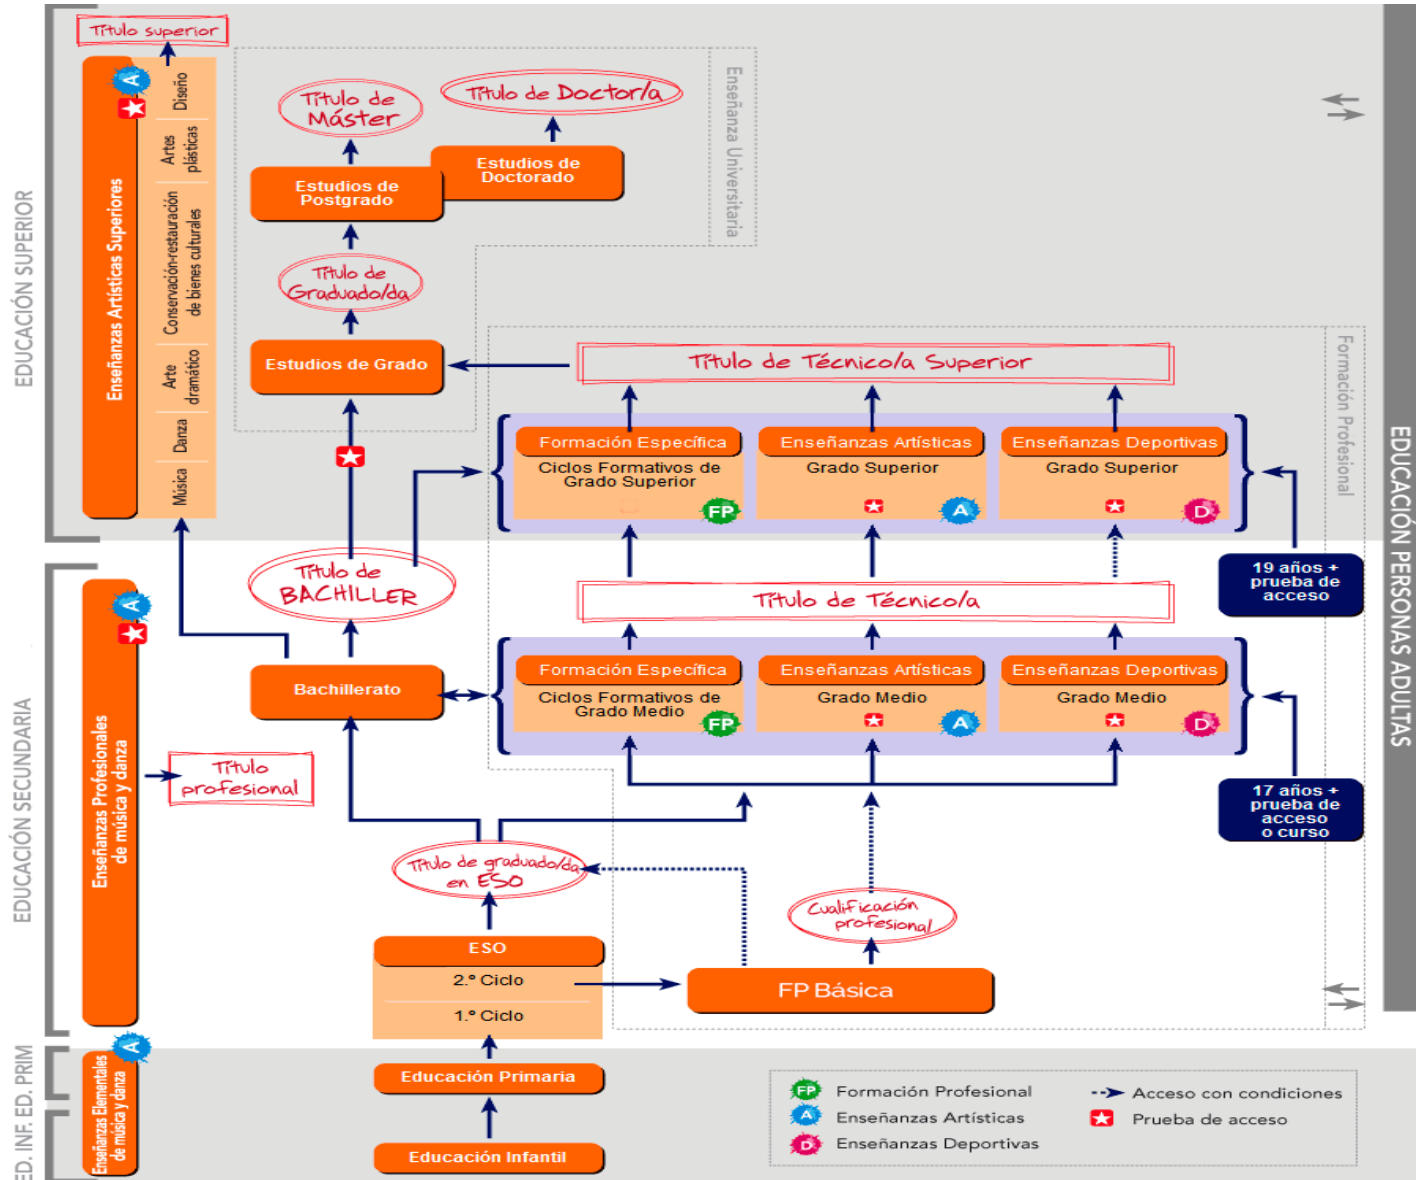 EDUCACIÓN SUPERIOR
EDUCACIÓN SECUNDARIA
ED. PRIM
ED. INF.
Título superior
Enseñanzas Artísticas Superiores
A
Diseño
Artes
plásticas
Conservación-restauración
de bienes culturales
Arte
dramático
Danza
Música
Enseñanza Universitaria
Título de
Máster
Título de Doctor/a
Estudios de
Doctorado
Estudios de
Postgrado
Título de
Graduado/da
Estudios de Grado
Formación Profesional
Título de Técnico/a Superior
Formación Específica
Ciclos Formativos de
Grado Superior
FP
Enseñanzas Artísticas
Grado Superior
A
Enseñanzas Deportivas
Grado Superior
D
19 años +
prueba de
acceso
EDUCACIÓN PERSONAS ADULTAS
Título de
BACHILLER
Título de Técnico/a
Enseñanzas Profesionales
de música y danza
A
Bachillerato
Formación Específica
Ciclos Formativos de
Grado Medio
FP
Enseñanzas Artísticas
Grado Medio
A
Enseñanzas Deportivas
Grado Medio
D
17 años +
prueba de
acceso
o curso
Título
profesional
Título de graduado/da
en ESO
Cualificación
profesional
ESO
2.º Ciclo
1.º Ciclo
FP Básica
Enseñanzas Elementales
de música y danza
A
Educación Primaria
Educación Infantil
FP Formación Profesional
A Enseñanzas Artísticas
D Enseñanzas Deportivas
Acceso con condiciones
Prueba de acceso